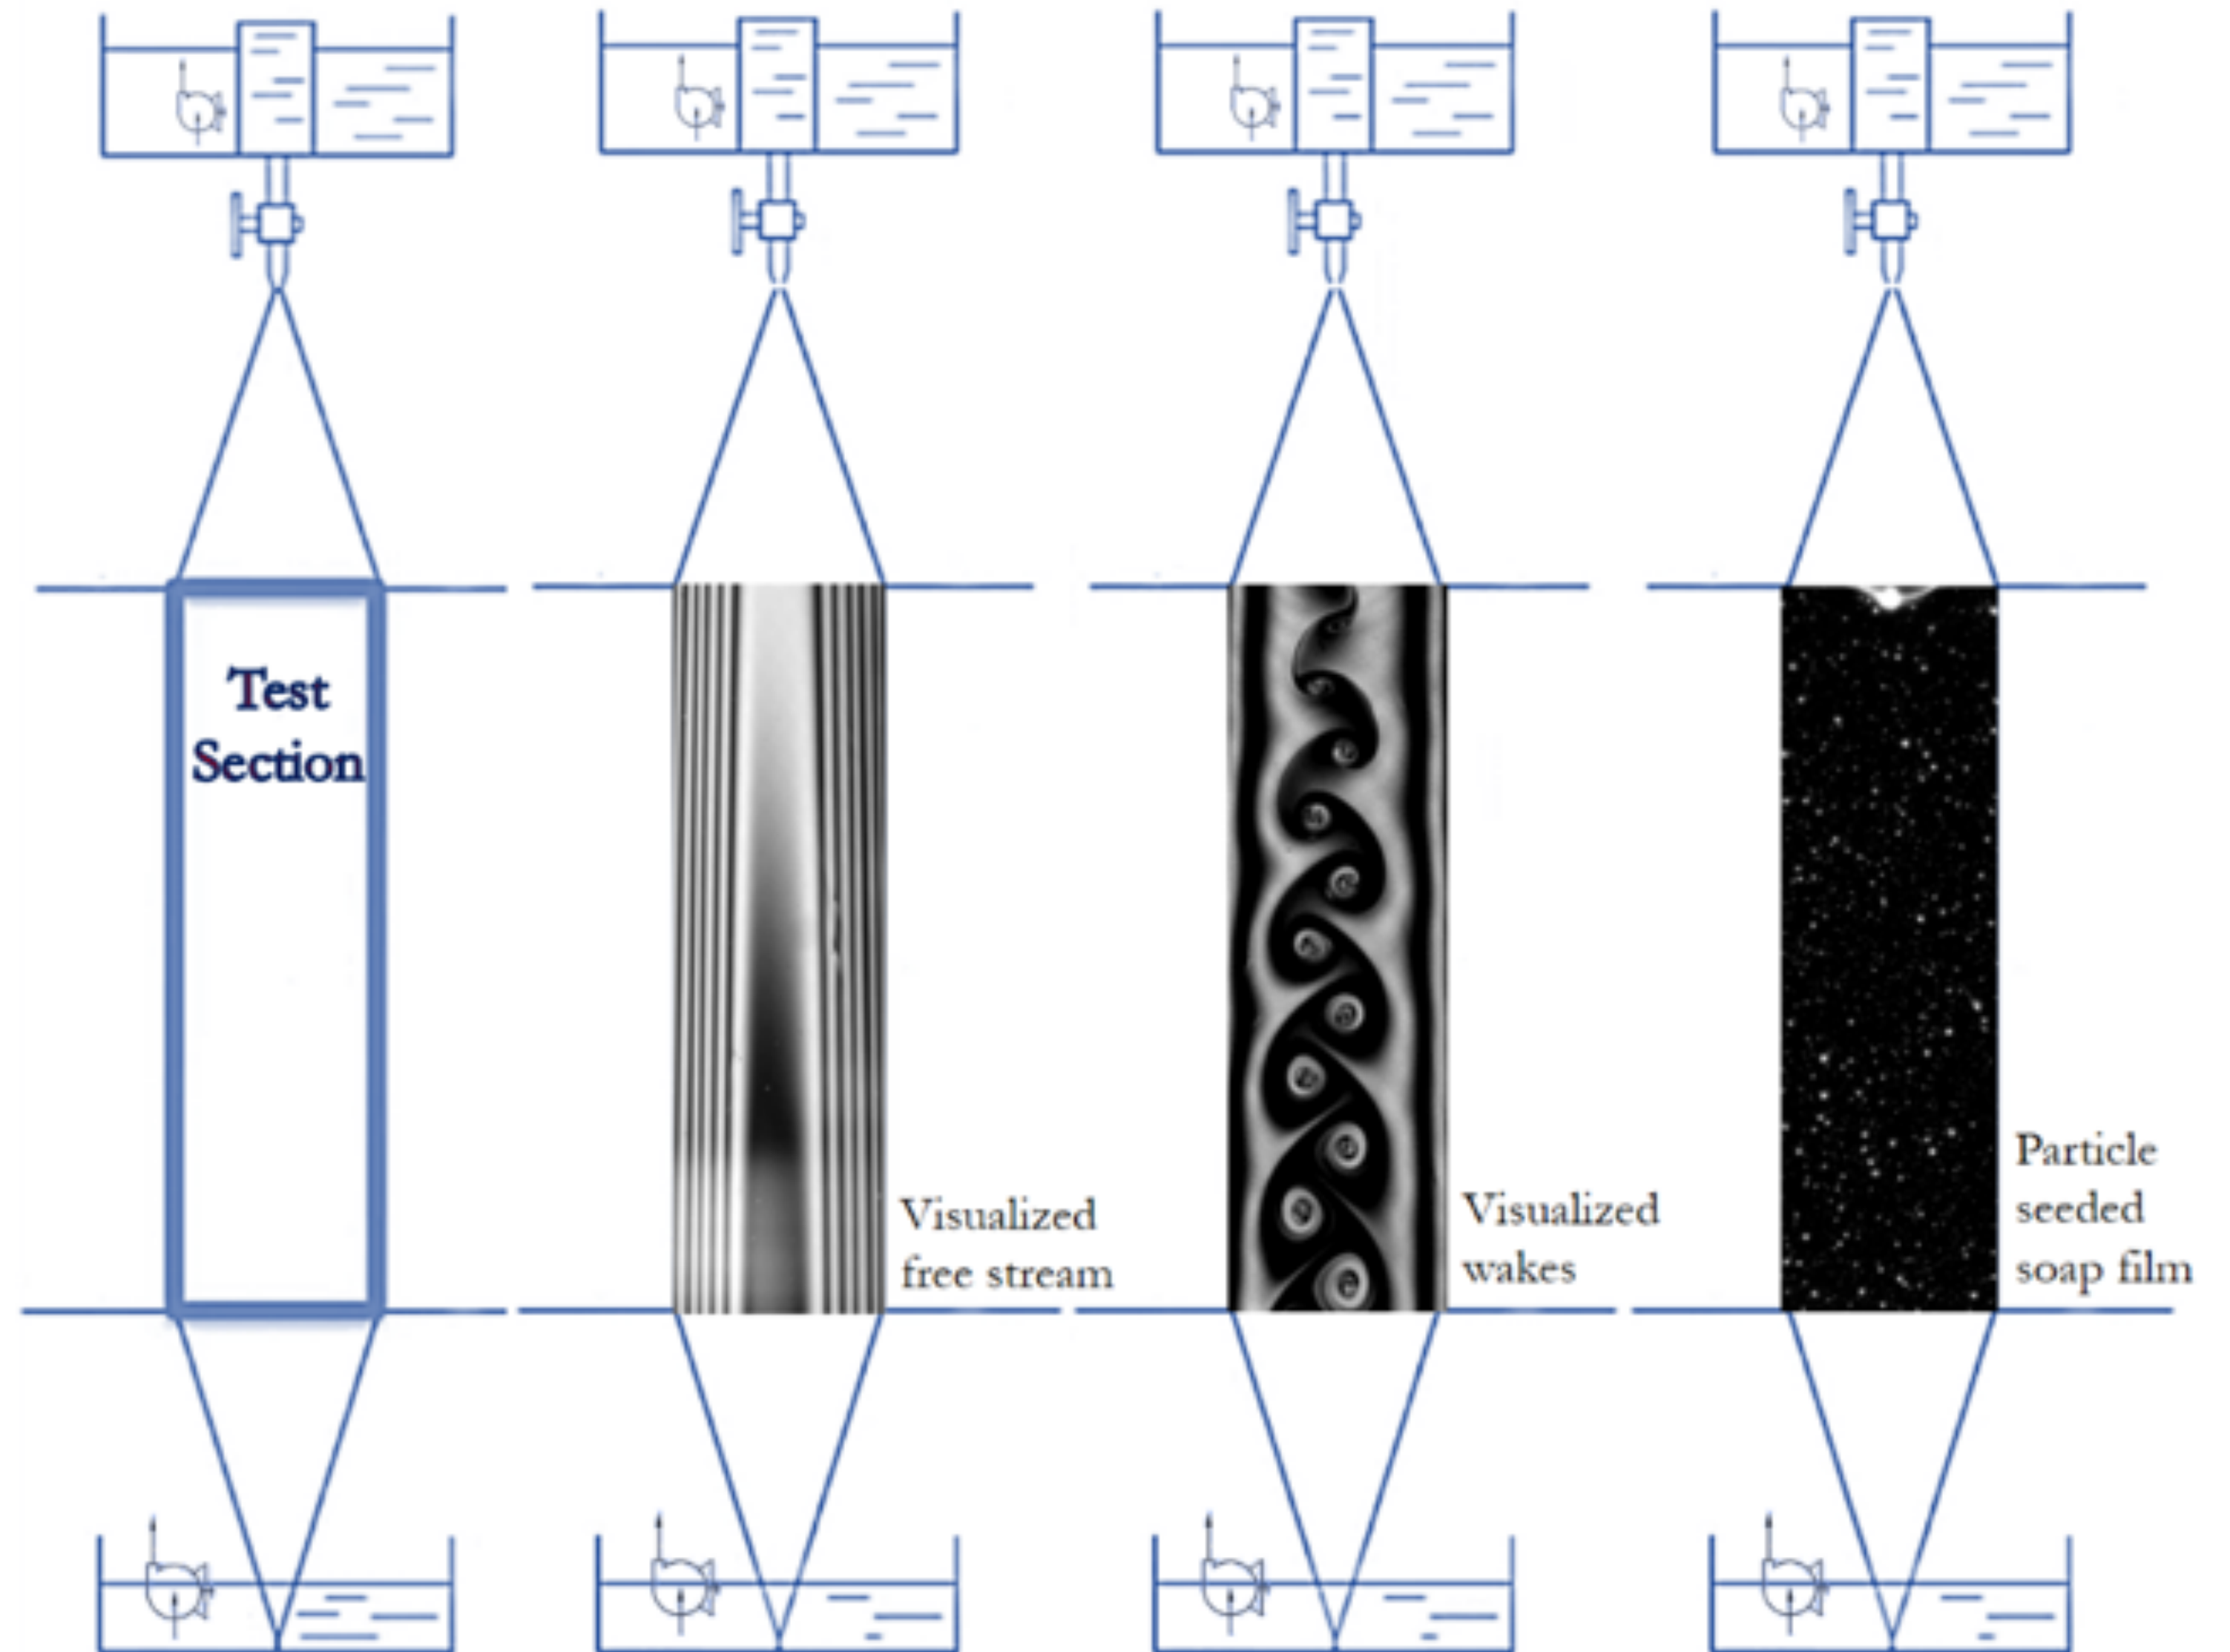 Test
Section
Visualized
free stream
Visualized
wakes
Particle
seeded
soap film